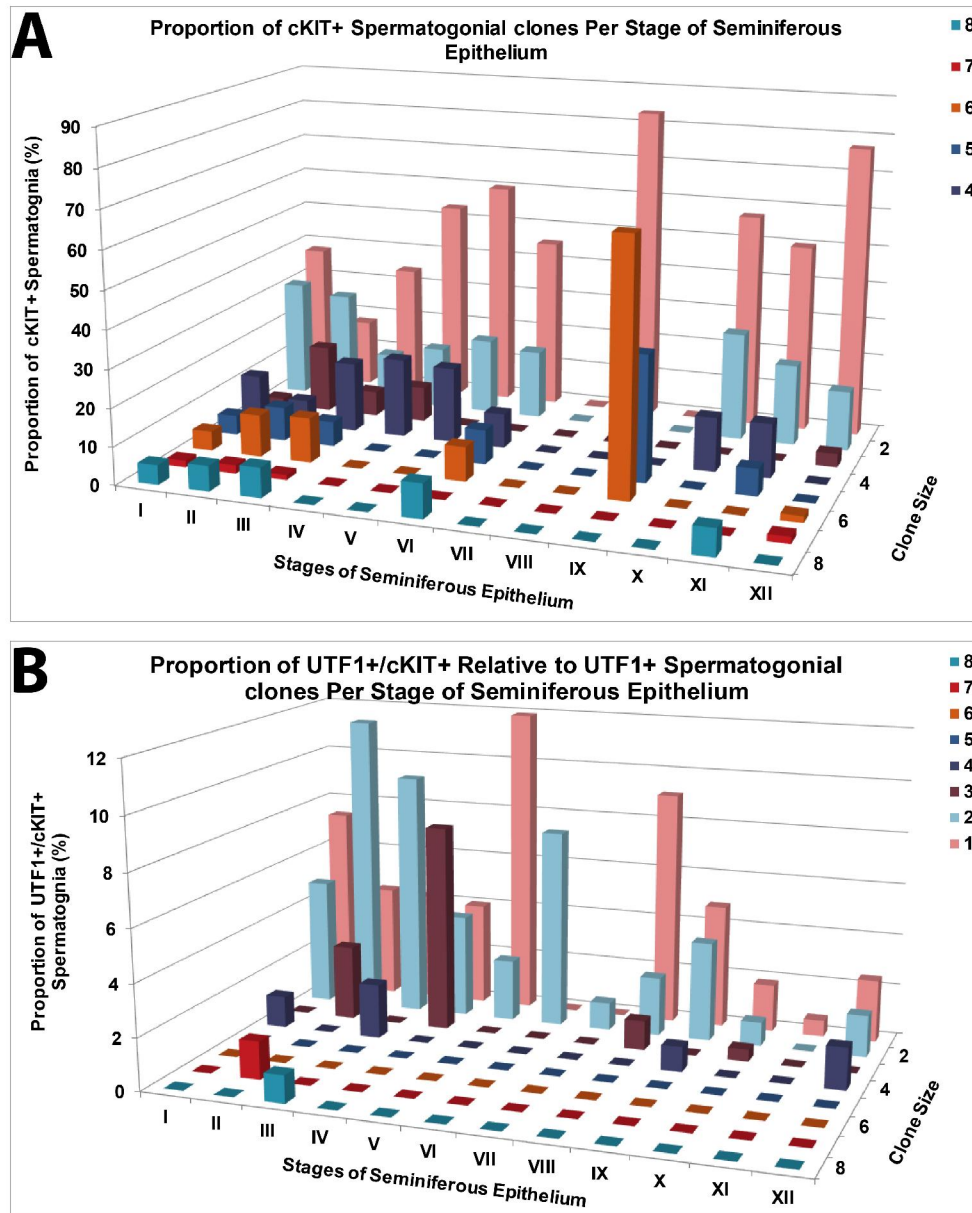 A
Proportion of cKIT+ Spermatogonial clones Per Stage of Seminiferous
Epithelium
Proportion of cKIT+ Spermatognia (%)
90
80
70
60
50
40
30
20
10
0
I
II
III
IV
V
VI
VII
VIII
IX
X
XI
XII
Stages of Seminiferous Epithelium
2
4
6
8
Clone Size
8
7
6
5
4
B
Proportion of UTF1+/cKIT+ Relative to UTF1+ Spermatogonial
clones Per Stage of Seminiferous Epithelium
Proportion of UTF1+/cKIT+
Spermatognia (%)
12
10
8
6
4
2
0
I
II
III
IV
V
VI
VII
VIII
IX
X
XI
XII
Stages of Seminiferous Epithelium
2
4
6
8
Clone Size
8
7
6
5
4
3
2
1